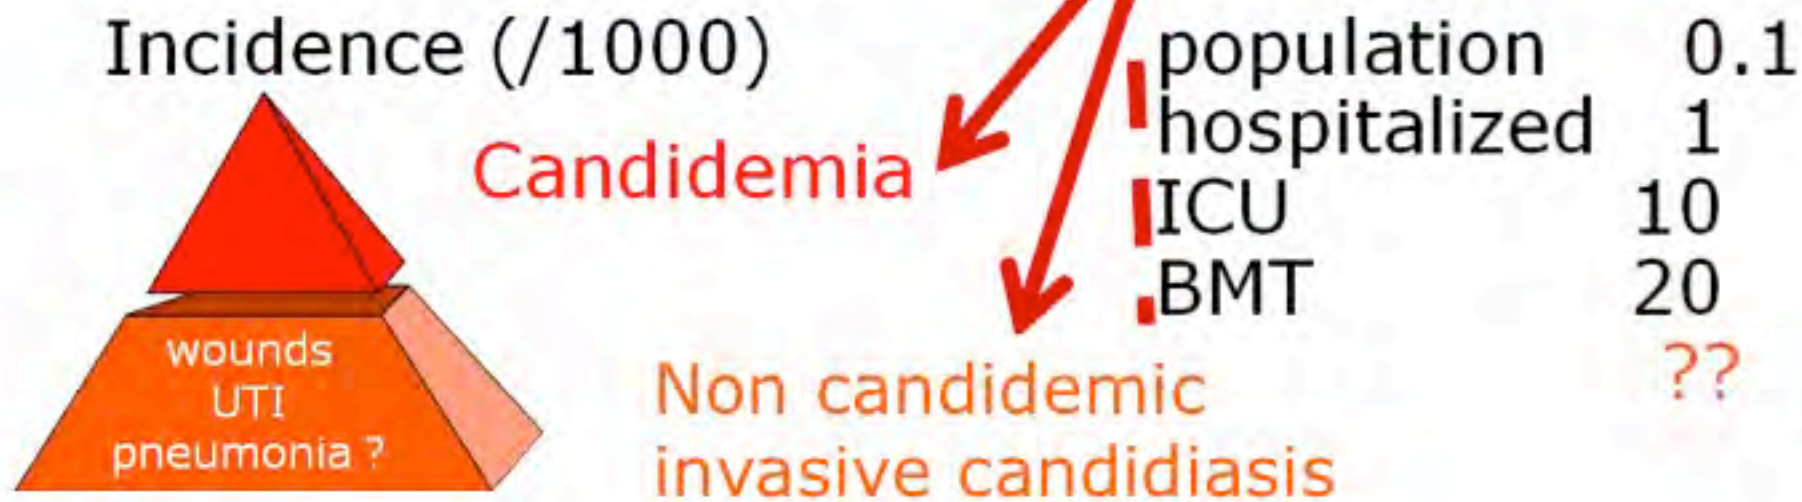 Incidence (/1000)
Candidemia
population 0.1
hospitalized 1
ICU 10
BMT 20
??
wounds
UTI
pneumonia ?
Non candidemic
invasive candidiasis